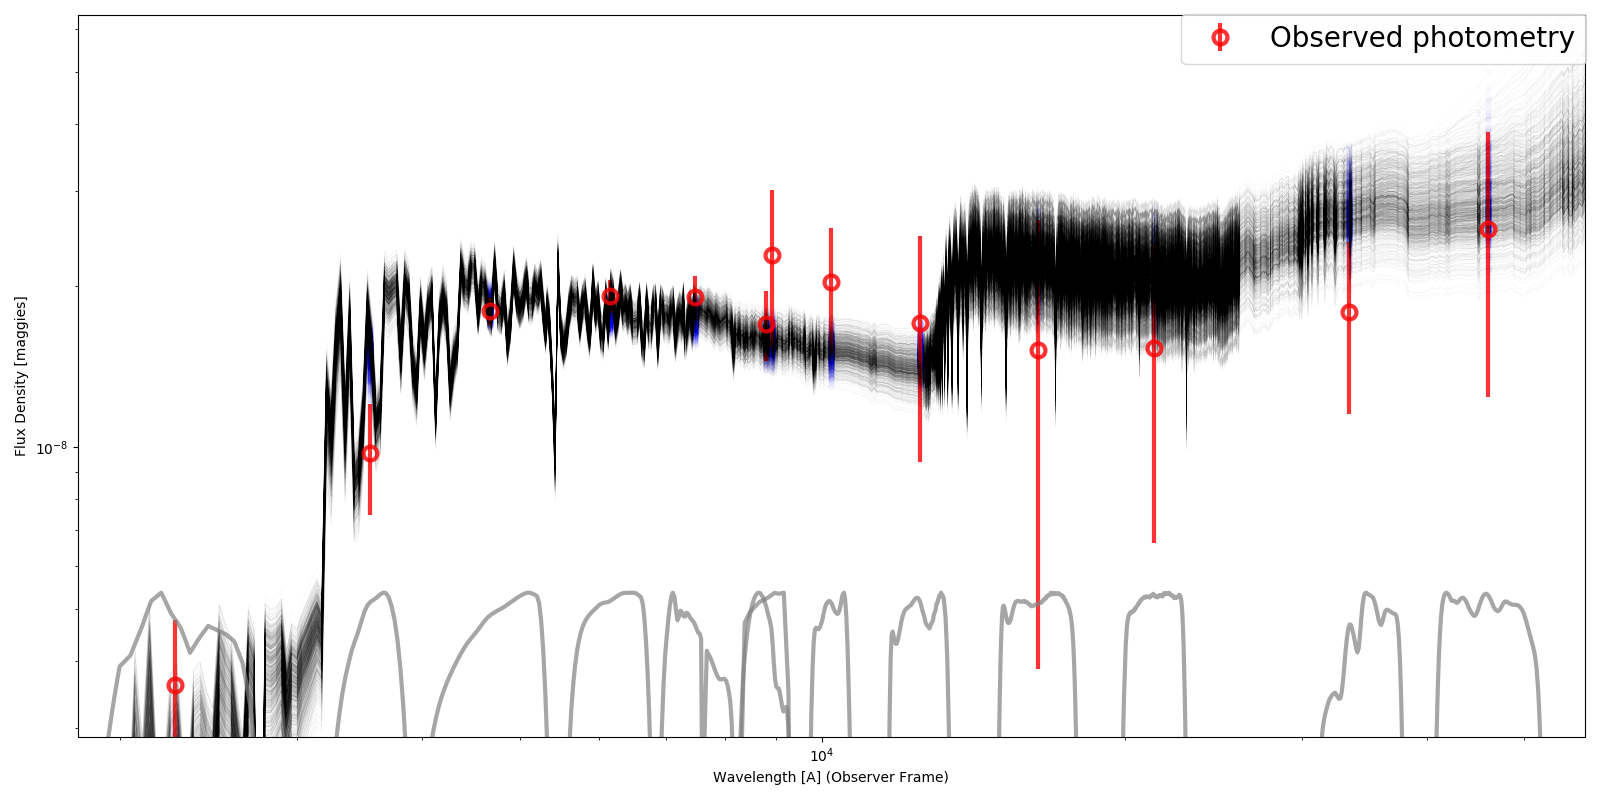 Observed photometry
Flux Density [maggies]
10⁻⁸
10⁴
Wavelength [A] (Observer Frame)